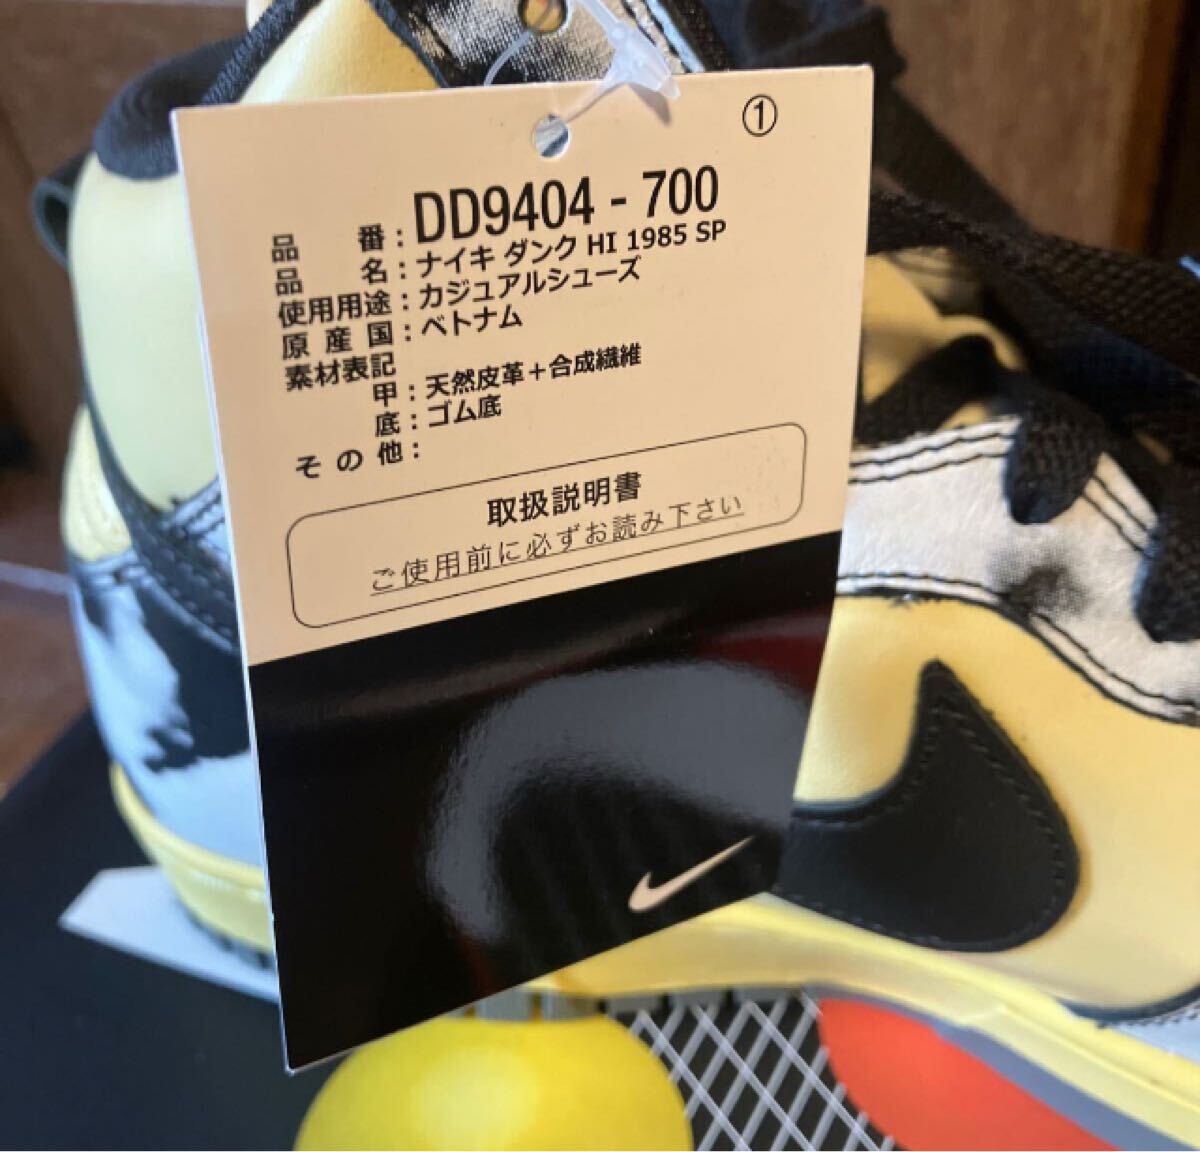 ①
品 番：DD9404 - 700
品 名：ナイキ ダンク HI 1985 SP
使用用途：カジュアルシューズ
原 産 国：ベトナム
素材表記
甲：天然皮革＋合成繊維
底：ゴム底
そ の 他：
取扱説明書
ご使用前に必ずお読み下さい